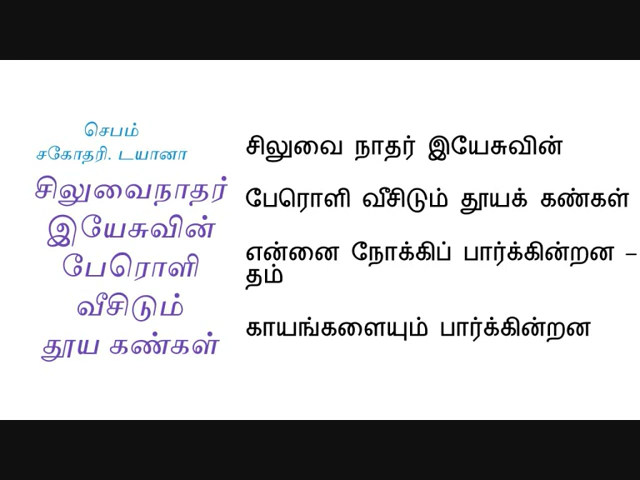 செபம்
சகோதரி. டயானா
சிலுவைநாதர்
இயேசுவின்
பேரொளி
வீசிடும்
தூய கண்கள்
சிலுவை நாதர் இயேசுவின்
பேரொளி வீசிடும் தூயக் கண்கள்
என்னை நோக்கிப் பார்க்கின்றன –
தம்
காயங்களையும் பார்க்கின்றன